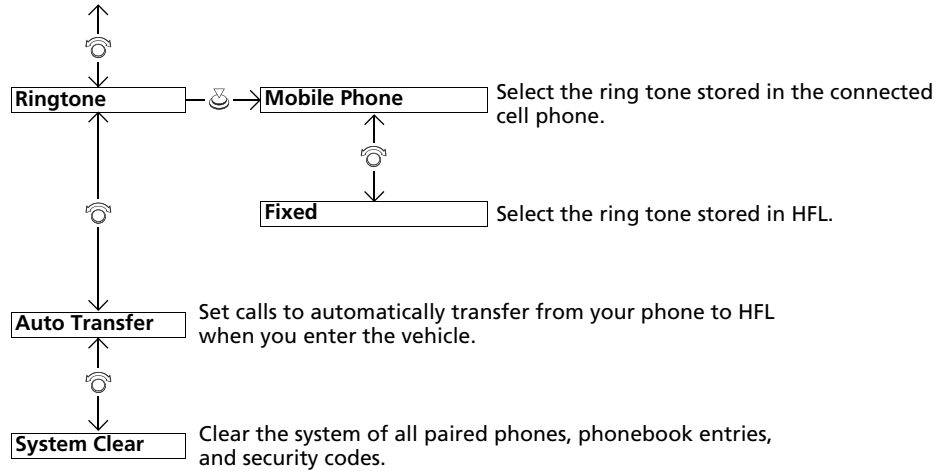 Ringtone
Mobile Phone
Select the ring tone stored in the connected
cell phone.
Fixed
Select the ring tone stored in HFL.
Auto Transfer
Set calls to automatically transfer from your phone to HFL
when you enter the vehicle.
System Clear
Clear the system of all paired phones, phonebook entries,
and security codes.